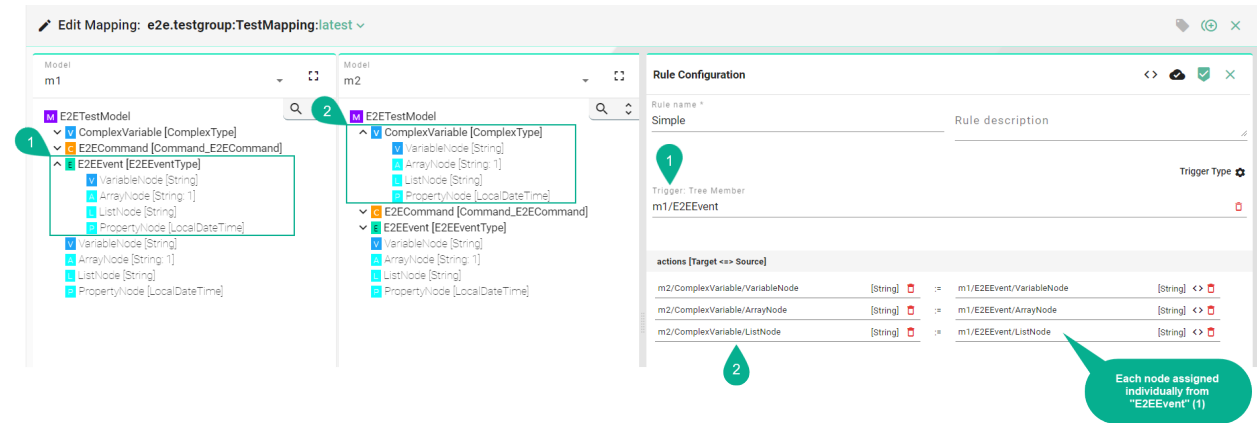 Edit Mapping: e2e.testgroup:TestMapping:latest
Model
m1
M E2ETestModel
V ComplexVariable [ComplexType]
C E2ECommand [Command_E2ECommand]
1
E E2EEvent [E2EEventType]
V VariableNode [String]
A ArrayNode [String: 1]
L ListNode [String]
P PropertyNode [LocalDateTime]
V VariableNode [String]
A ArrayNode [String: 1]
L ListNode [String]
P PropertyNode [LocalDateTime]
Model
m2
2
M E2ETestModel
V ComplexVariable [ComplexType]
V VariableNode [String]
A ArrayNode [String: 1]
L ListNode [String]
P PropertyNode [LocalDateTime]
C E2ECommand [Command_E2ECommand]
E E2EEvent [E2EEventType]
V VariableNode [String]
A ArrayNode [String: 1]
L ListNode [String]
P PropertyNode [LocalDateTime]
Rule Configuration
Rule name *
Simple
Rule description
1
Trigger Type
Trigger: Tree Member
m1/E2EEvent
actions [Target <=> Source]
m2/ComplexVariable/VariableNode [String] := m1/E2EEvent/VariableNode [String] <>
m2/ComplexVariable/ArrayNode [String] := m1/E2EEvent/ArrayNode [String] <>
m2/ComplexVariable/ListNode [String] := m1/E2EEvent/ListNode [String] <>
2
Each node assigned
individually from
"E2EEvent" (1)